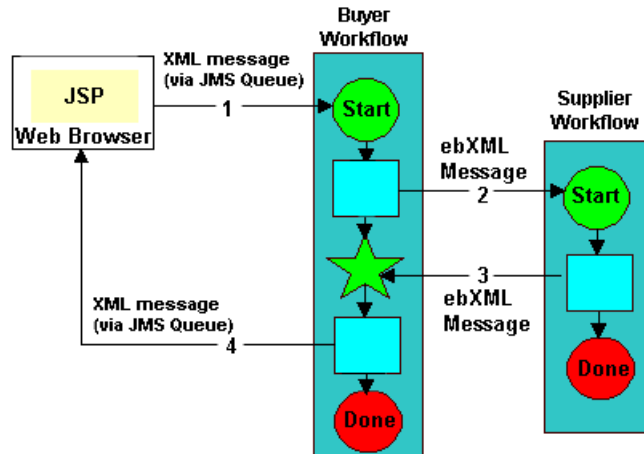 Buyer
Workflow
XML message
(via JMS Queue)
1
JSP
Web Browser
Start
Supplier
Workflow
ebXML
Message
2
Start
3
ebXML
Message
XML message
(via JMS Queue)
4
Done
Done